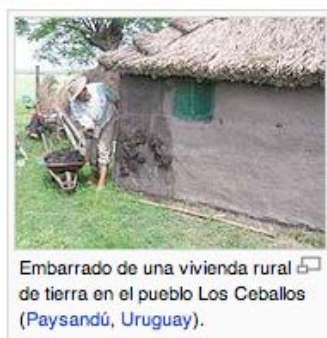 Embarrado de una vivienda rural
de tierra en el pueblo Los Ceballos
(Paysandú, Uruguay).